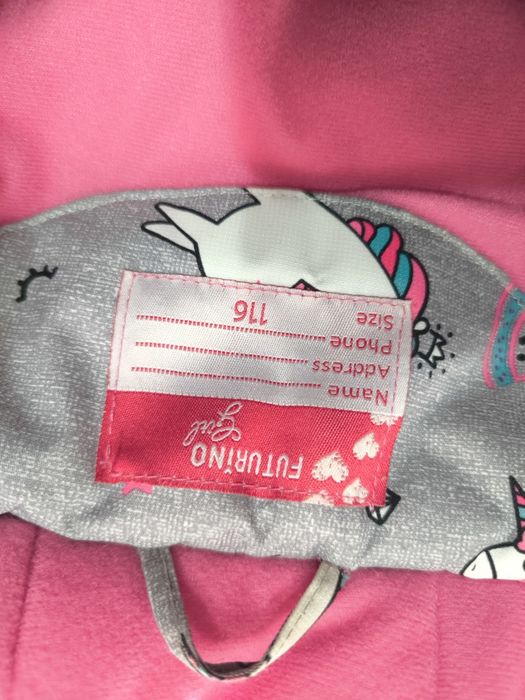 FUTURiNO
Girl
Name
Address
Phone
Size 116